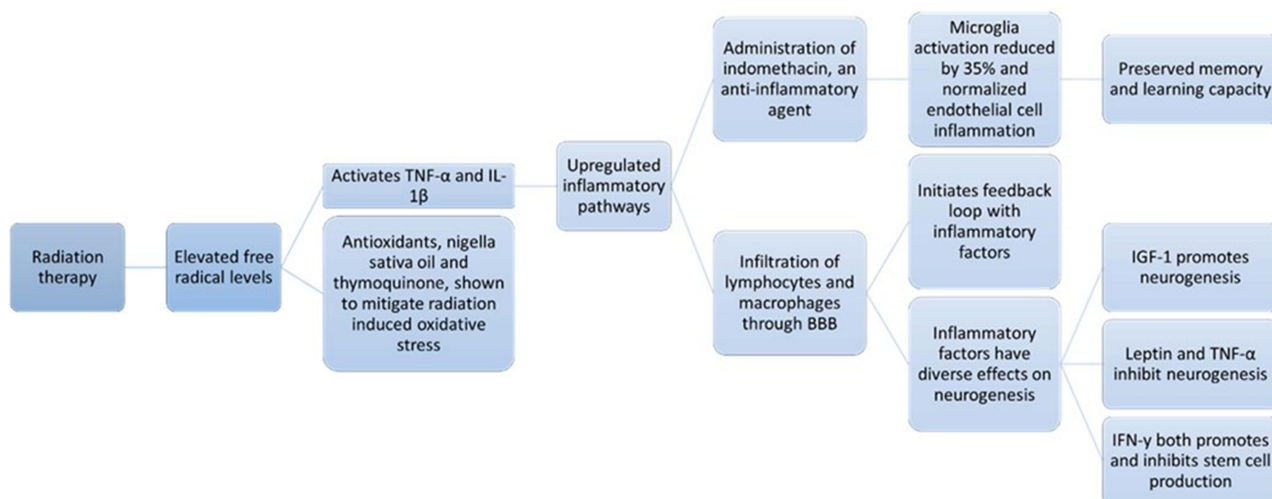 Radiation
therapy
Elevated free
radical levels
Activates TNF-α and IL-
1β
Antioxidants, nigella
sativa oil and
thymoquinone, shown
to mitigate radiation
induced oxidative
stress
Upregulated
inflammatory
pathways
Administration of
indomethacin, an
anti-inflammatory
agent
Microglia
activation reduced
by 35% and
normalized
endothelial cell
inflammation
Preserved memory
and learning capacity
Infiltration of
lymphocytes and
macrophages
through BBB
Initiates feedback
loop with
inflammatory
factors
Inflammatory
factors have
diverse effects on
neurogenesis
IGF-1 promotes
neurogenesis
Leptin and TNF-α
inhibit neurogenesis
IFN-y both promotes
and inhibits stem cell
production